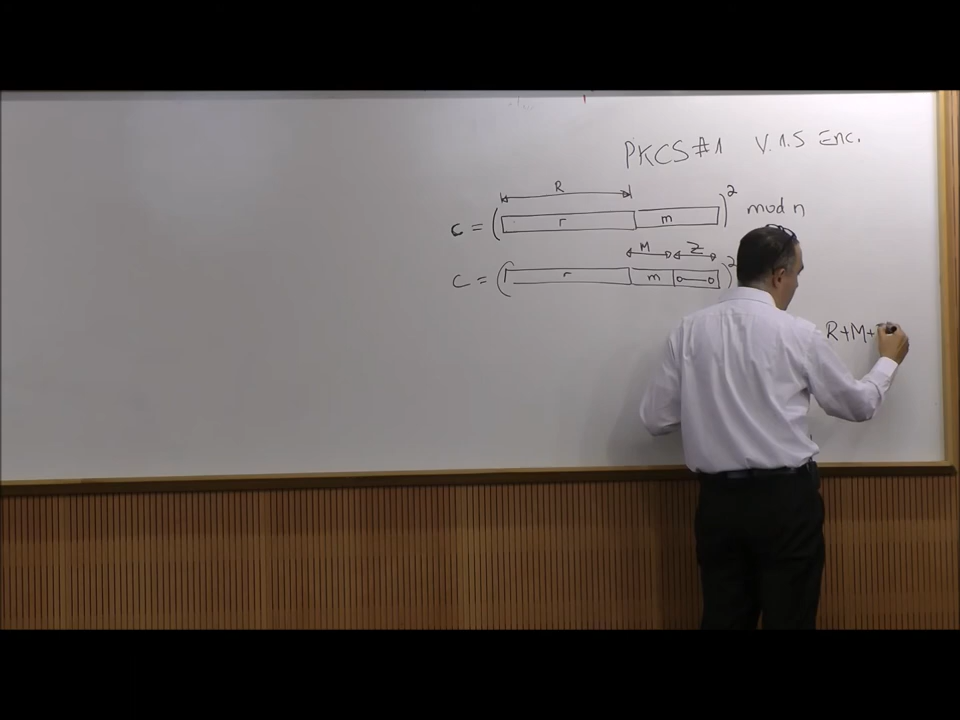 PKCS#1 V.1.5 Enc.
R
c = ( r m )² mod n
M Z
c = ( r m 0—0 )²
R+M+